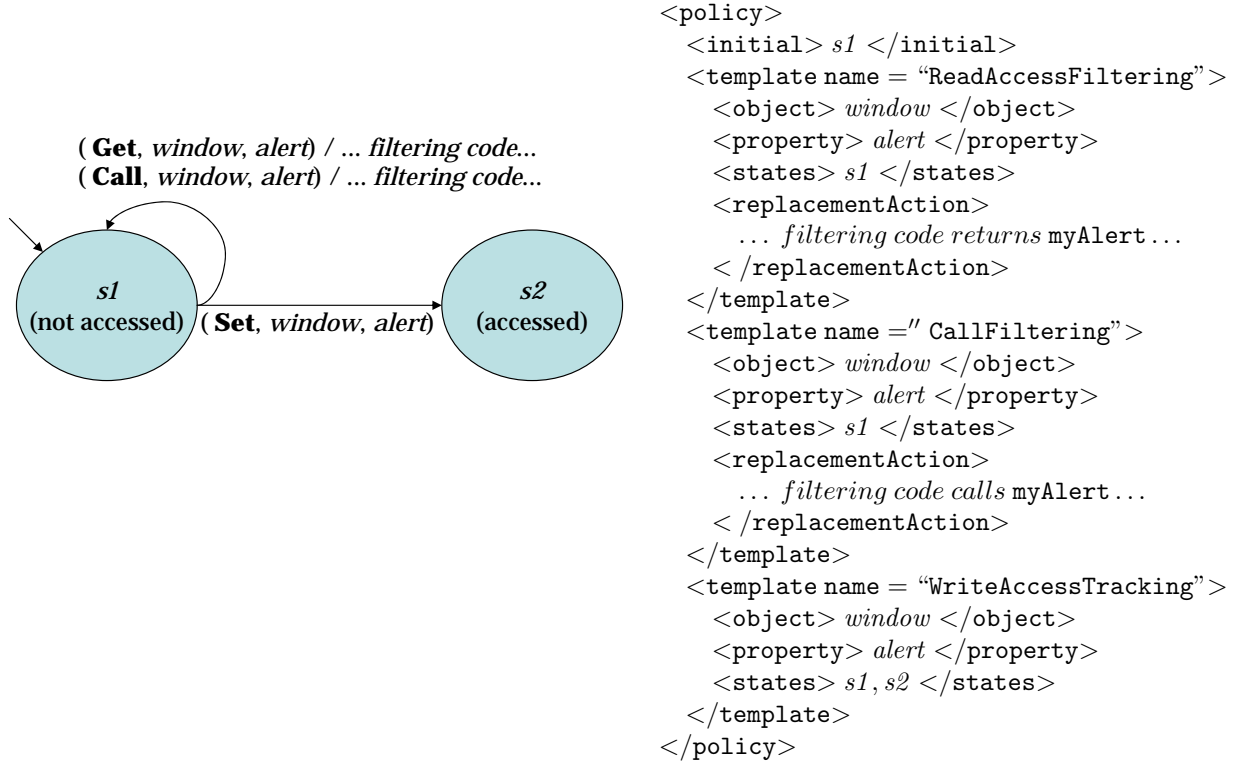 ( Get, window, alert) / ... filtering code...
( Call, window, alert) / ... filtering code...
s1
(not accessed)
( Set, window, alert)
s2
(accessed)
<policy>
<initial> s1 </initial>
<template name = “ReadAccessFiltering”>
<object> window </object>
<property> alert </property>
<states> s1 </states>
<replacementAction>
... filtering code returns myAlert...
< /replacementAction>
</template>
<template name =″ CallFiltering”>
<object> window </object>
<property> alert </property>
<states> s1 </states>
<replacementAction>
... filtering code calls myAlert...
< /replacementAction>
</template>
<template name = “WriteAccessTracking”>
<object> window </object>
<property> alert </property>
<states> s1, s2 </states>
</template>
</policy>